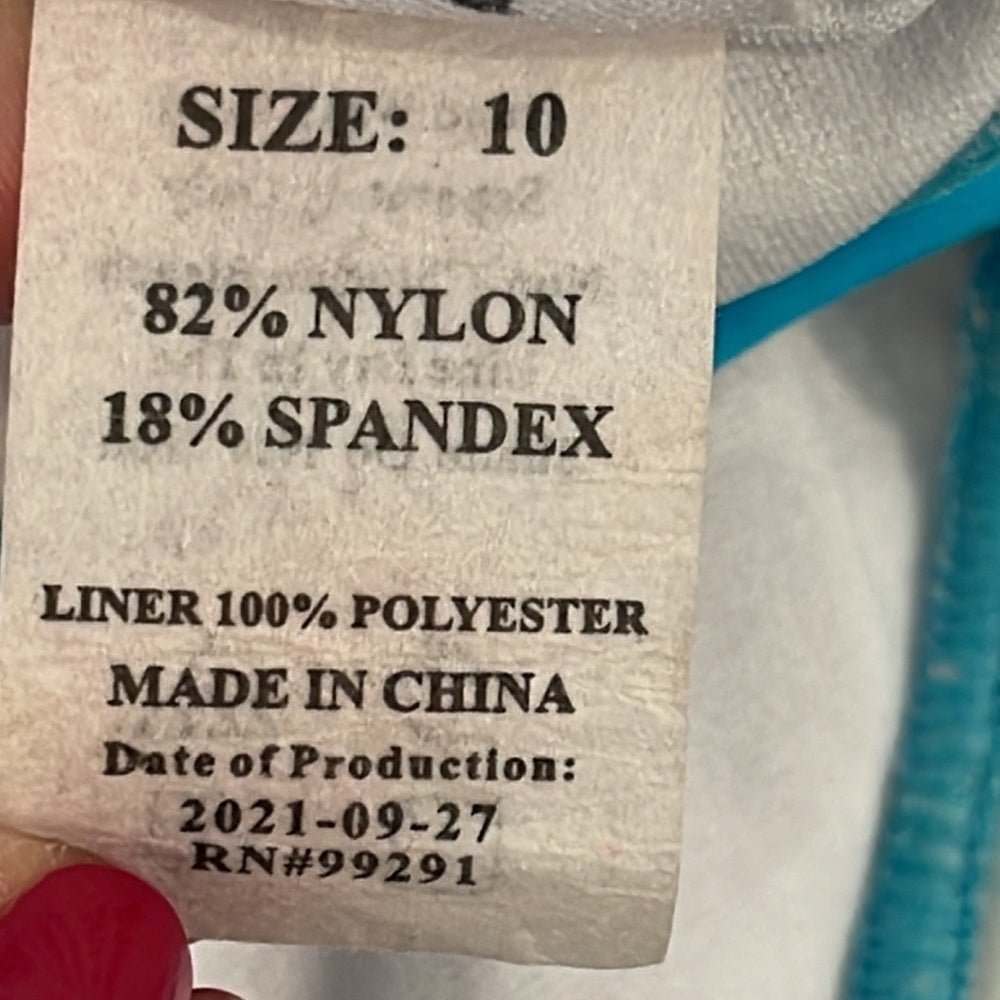 SIZE: 10
82% NYLON
18% SPANDEX
LINER 100% POLYESTER
MADE IN CHINA
Date of Production:
2021-09-27
RN#99291